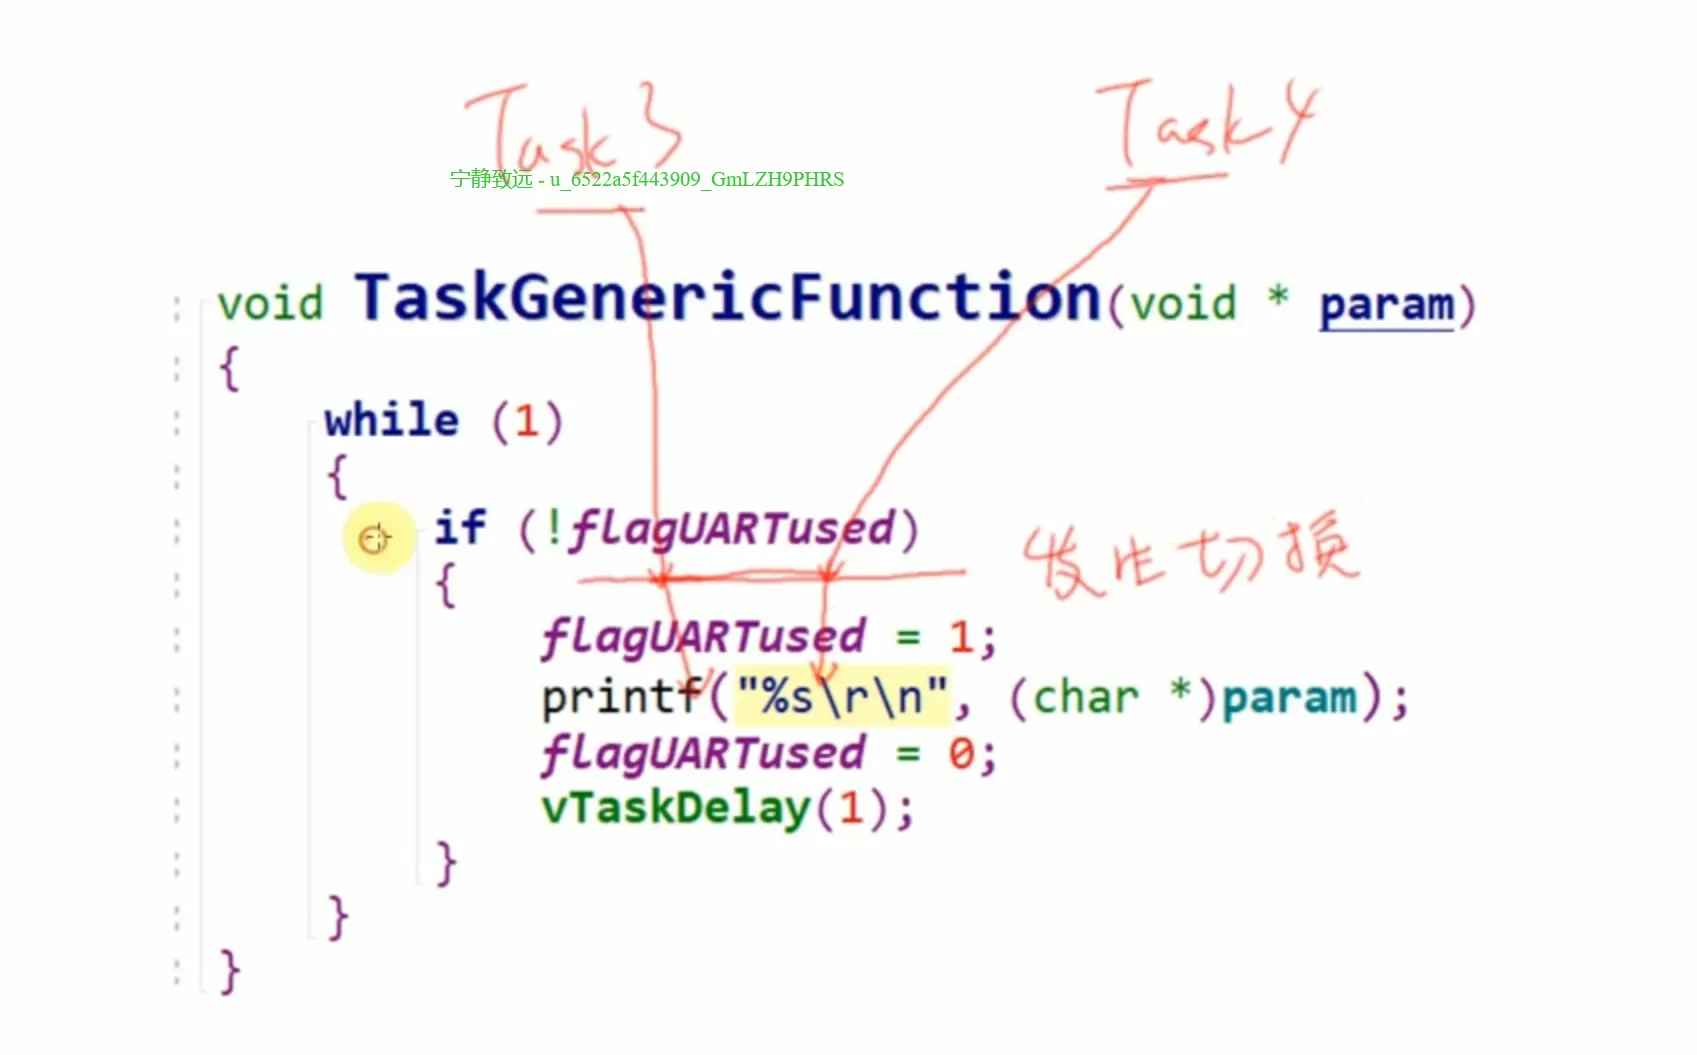 Task3
Task4
宁静致远 - u_6522a5f443909_GmLZH9PHRS
void TaskGenericFunction(void * param)
{
while (1)
{
if (!flagUARTused)
发生切换
{
flagUARTused = 1;
printf("%s\r\n", (char *)param);
flagUARTused = 0;
vTaskDelay(1);
}
}
}